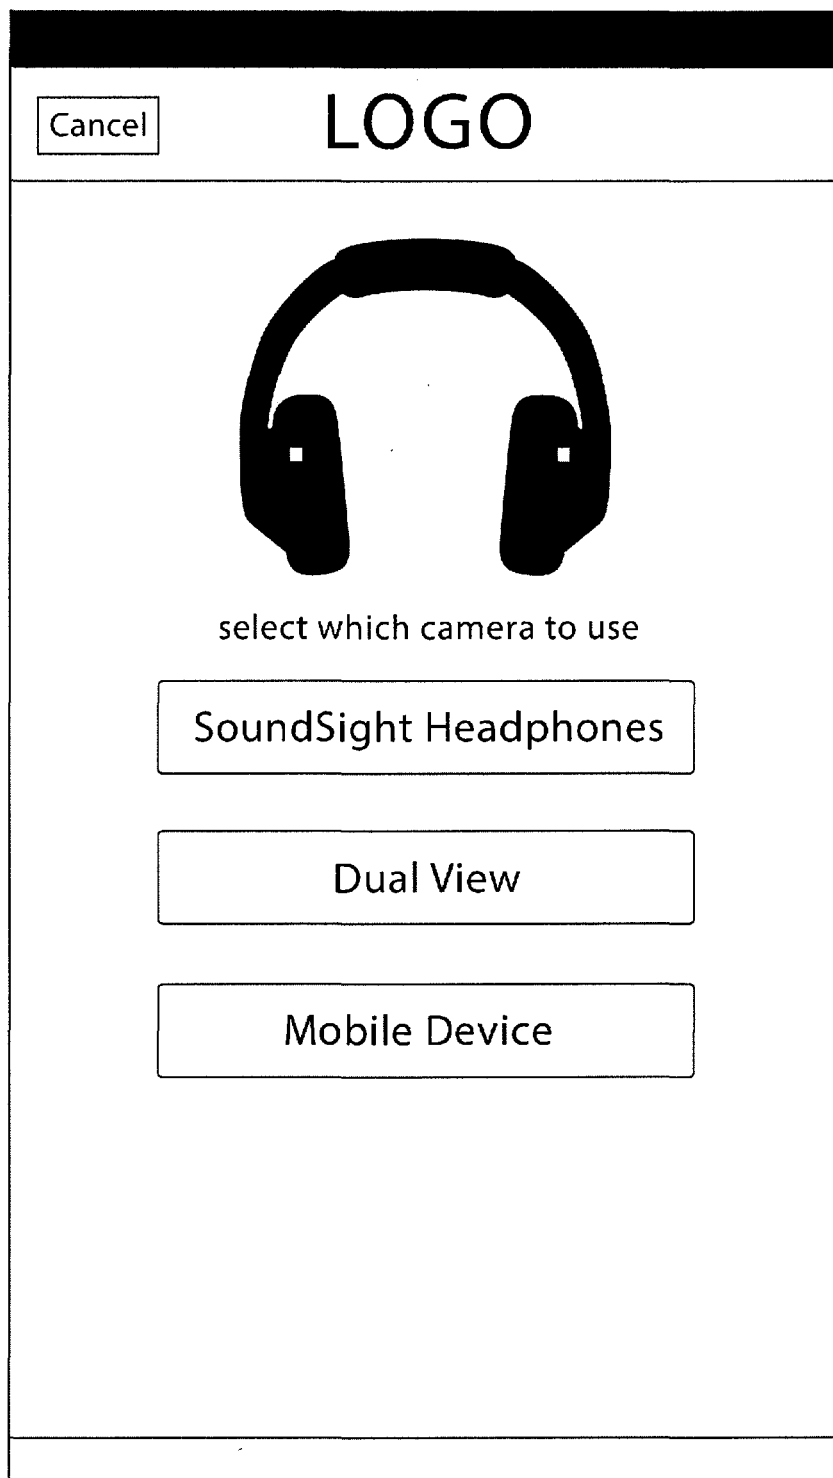 Cancel
LOGO
select which camera to use
SoundSight Headphones
Dual View
Mobile Device